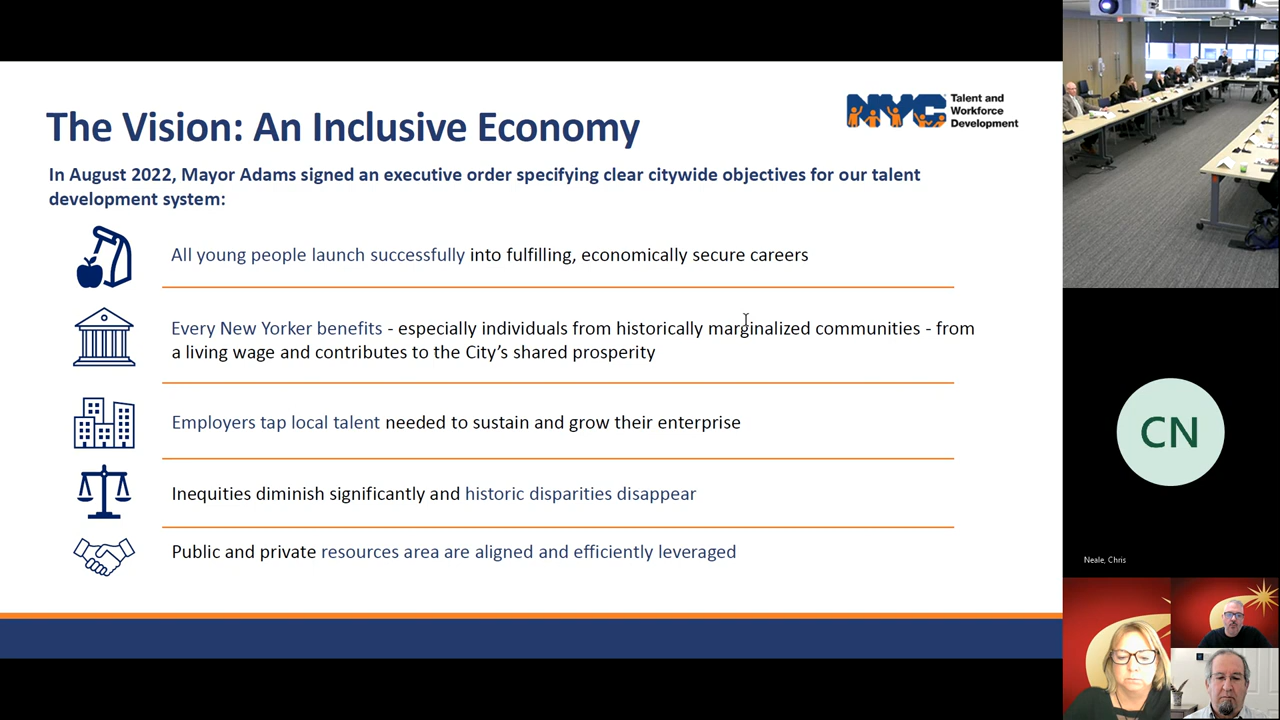 The Vision: An Inclusive Economy
NYC
Talent and
Workforce
Development
In August 2022, Mayor Adams signed an executive order specifying clear citywide objectives for our talent
development system:
All young people launch successfully into fulfilling, economically secure careers
Every New Yorker benefits - especially individuals from historically marginalized communities - from
a living wage and contributes to the City's shared prosperity
Employers tap local talent needed to sustain and grow their enterprise
Inequities diminish significantly and historic disparities disappear
Public and private resources area are aligned and efficiently leveraged
CN
Neale, Chris